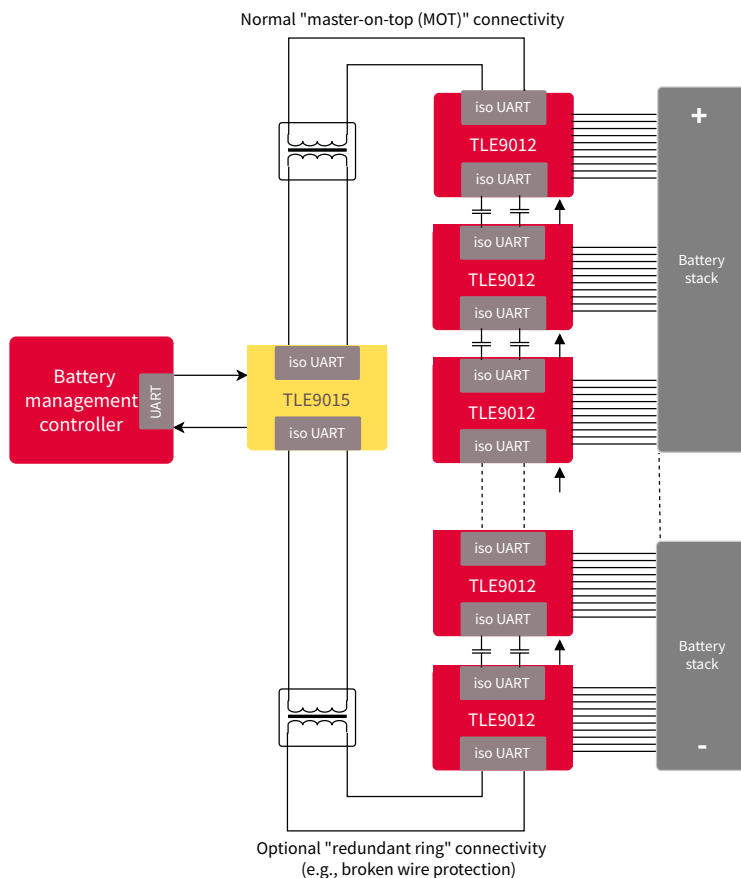 Normal "master-on-top (MOT)" connectivity
iso UART
TLE9012
iso UART
+
iso UART
TLE9012
iso UART
Battery
stack
Battery
management
controller
UART
iso UART
TLE9015
iso UART
iso UART
TLE9012
iso UART
iso UART
TLE9012
iso UART
Battery
stack
iso UART
TLE9012
iso UART
-
Optional "redundant ring" connectivity
(e.g., broken wire protection)